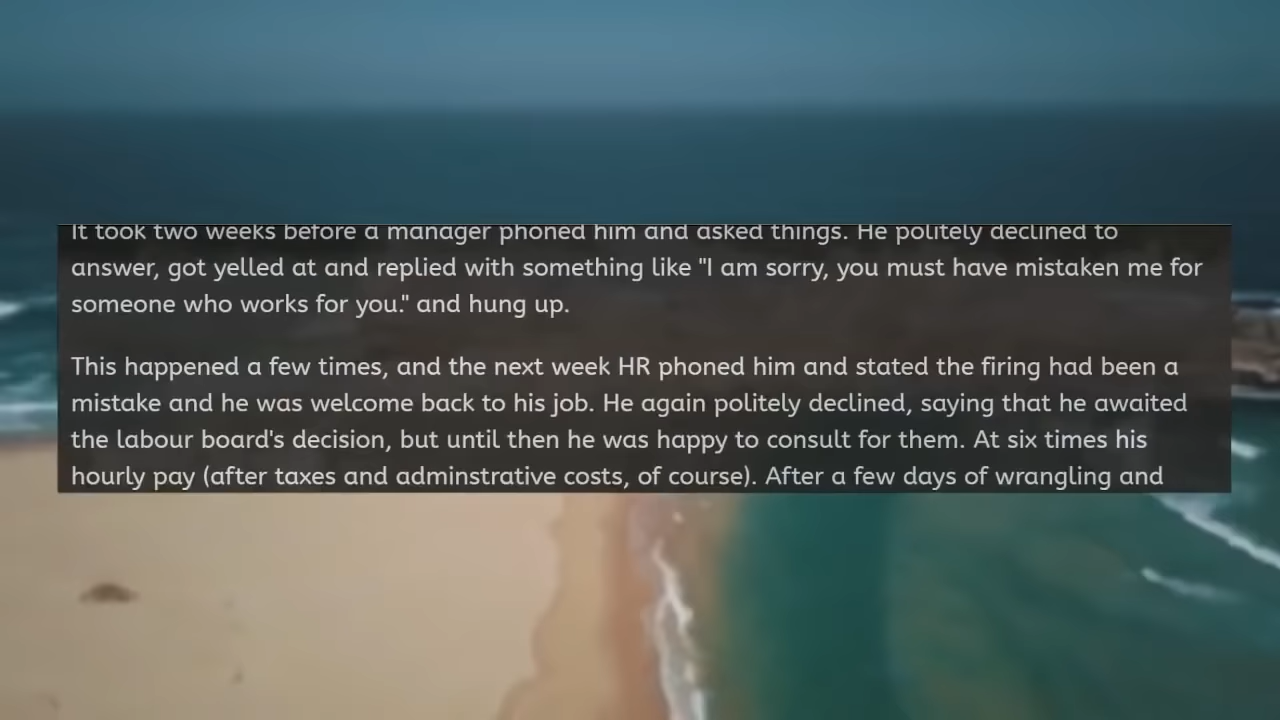 It took two weeks before a manager phoned him and asked things. He politely declined to
answer, got yelled at and replied with something like "I am sorry, you must have mistaken me for
someone who works for you." and hung up.
This happened a few times, and the next week HR phoned him and stated the firing had been a
mistake and he was welcome back to his job. He again politely declined, saying that he awaited
the labour board's decision, but until then he was happy to consult for them. At six times his
hourly pay (after taxes and adminstrative costs, of course). After a few days of wrangling and